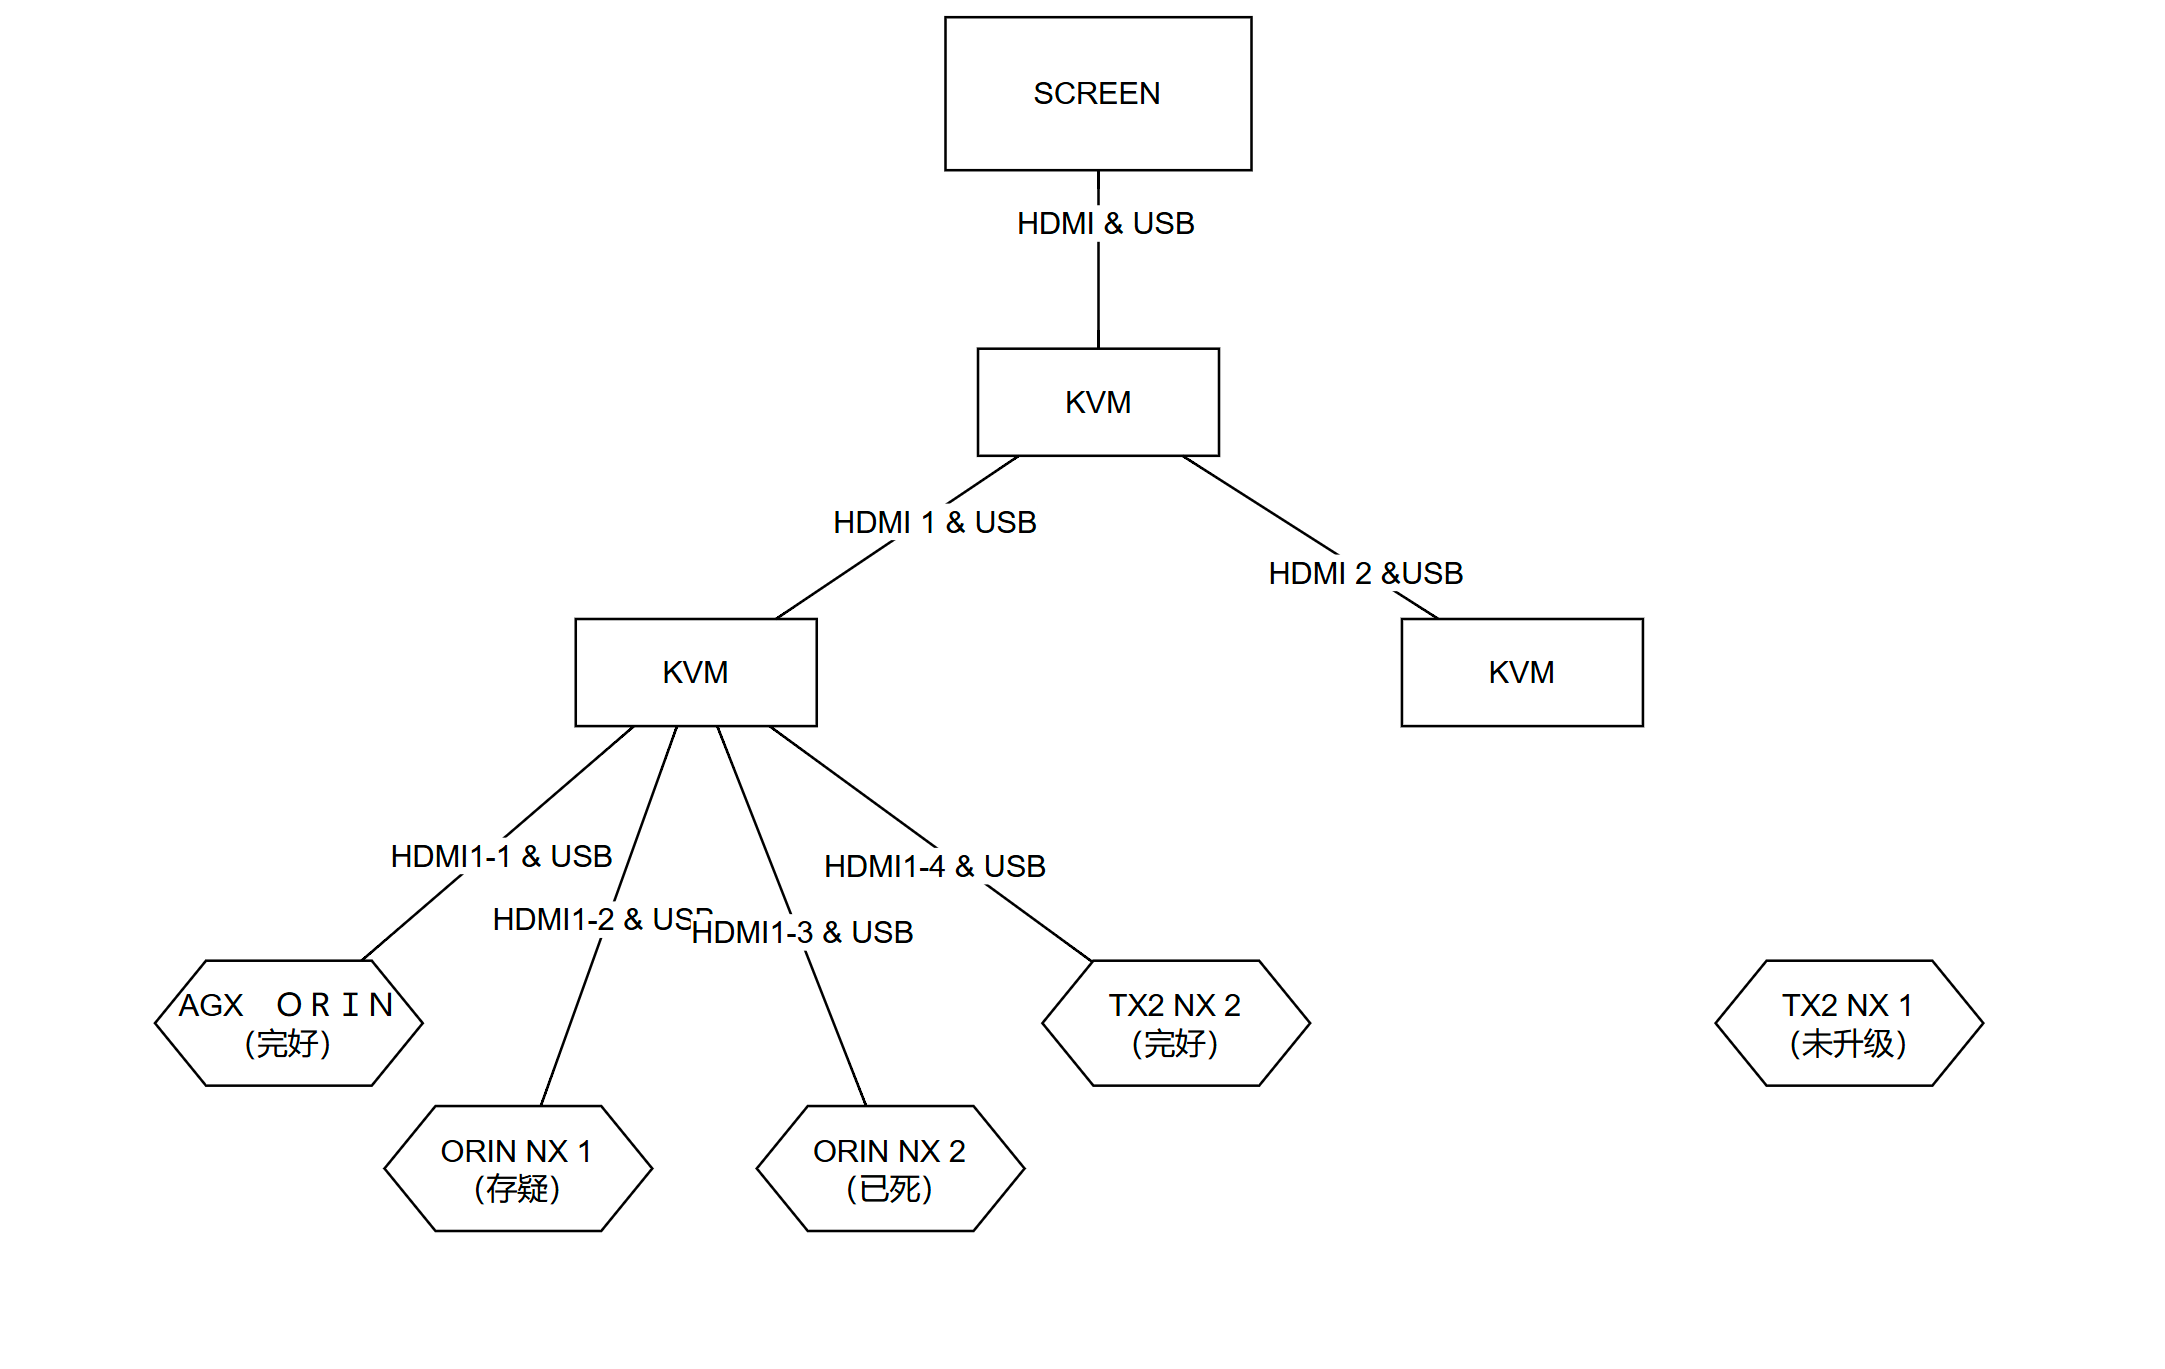 SCREEN
HDMI & USB
KVM
HDMI 1 & USB
HDMI 2 &USB
KVM
KVM
HDMI1-1 & USB
HDMI1-4 & USB
HDMI1-2 & USB
HDMI1-3 & USB
AGX　ＯＲＩＮ
（完好）
TX2 NX 2
（完好）
TX2 NX 1
（未升级）
ORIN NX 1
（存疑）
ORIN NX 2
（已死）